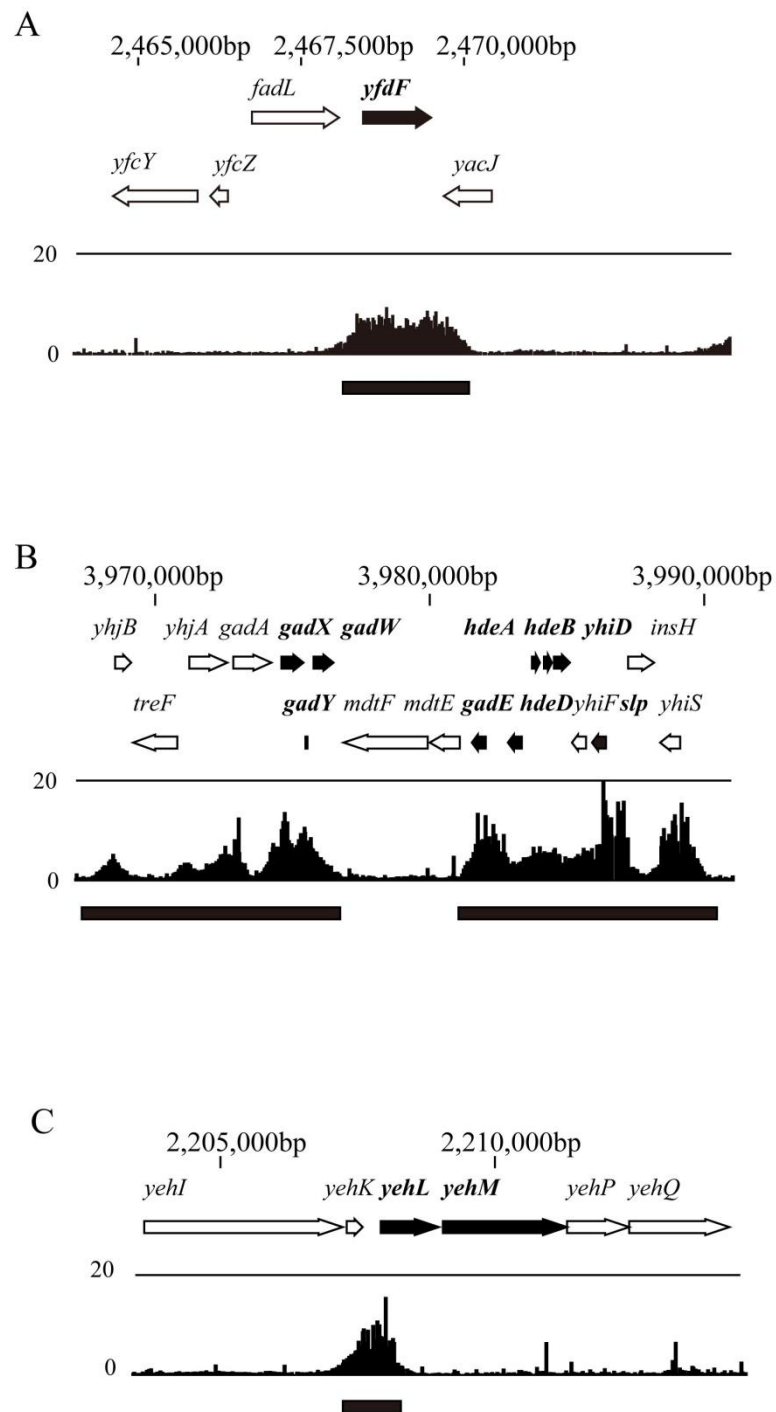 A
2,465,000bp 2,467,500bp 2,470,000bp
fadL yfdF
yfcY yfcZ yacJ
20
0
B
3,970,000bp 3,980,000bp 3,990,000bp
yhjB yhjA gadA gadX gadW hdeA hdeB yhiD insH
treF gadY mdtF mdtE gadE hdeD yhiF slp yhiS
20
0
C
2,205,000bp 2,210,000bp
yehI yehK yehL yehM yehP yehQ
20
0